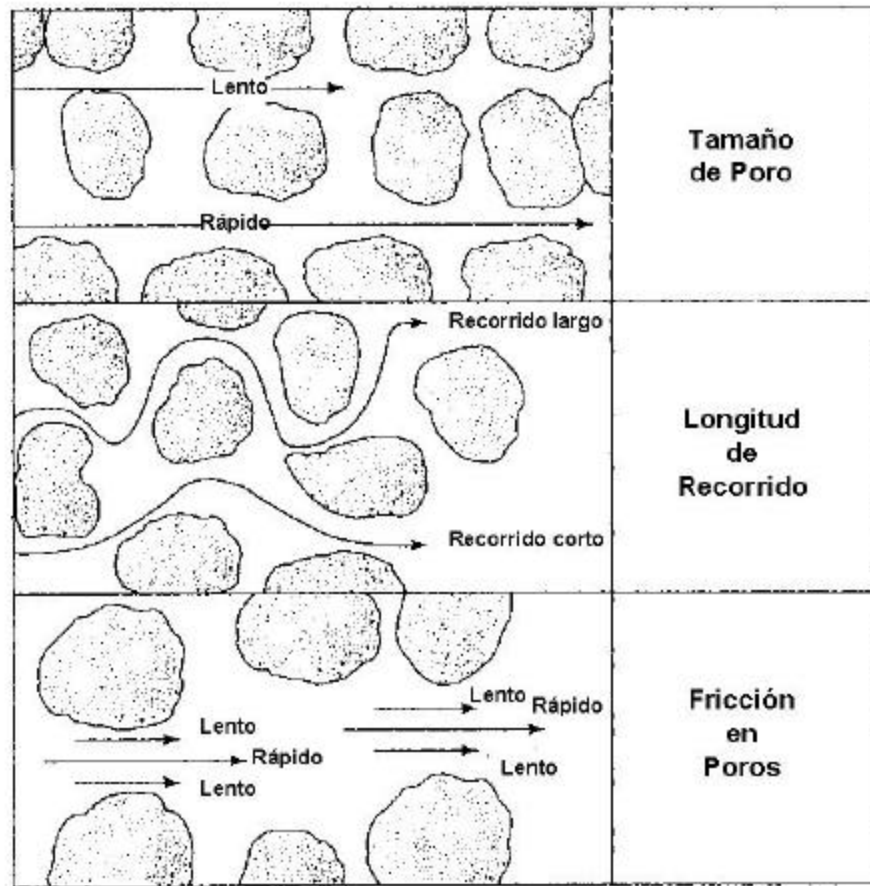 Lento
Rápido
Tamaño
de Poro
Recorrido largo
Recorrido corto
Longitud
de
Recorrido
Lento
Rápido
Lento
Lento
Rápido
Lento
Fricción
en
Poros